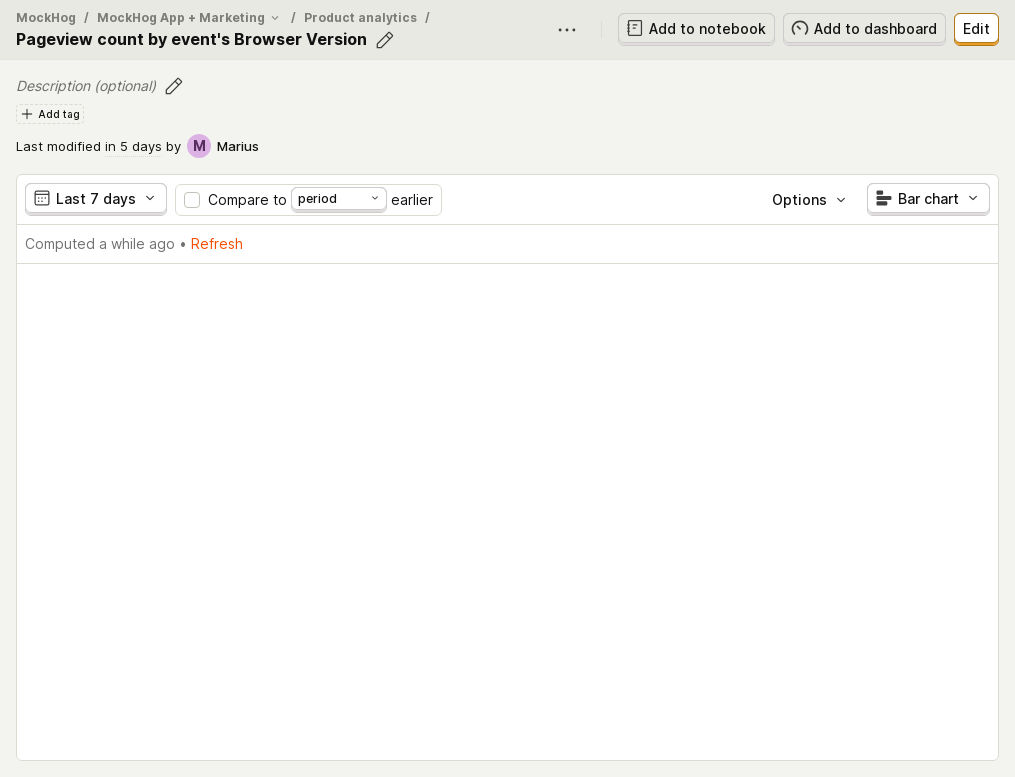 MockHog / MockHog App + Marketing / Product analytics /
Pageview count by event's Browser Version
Add to notebook
Add to dashboard
Edit
Description (optional)
Add tag
Last modified in 5 days by M Marius
Last 7 days
Compare to period earlier
Options
Bar chart
Computed a while ago • Refresh